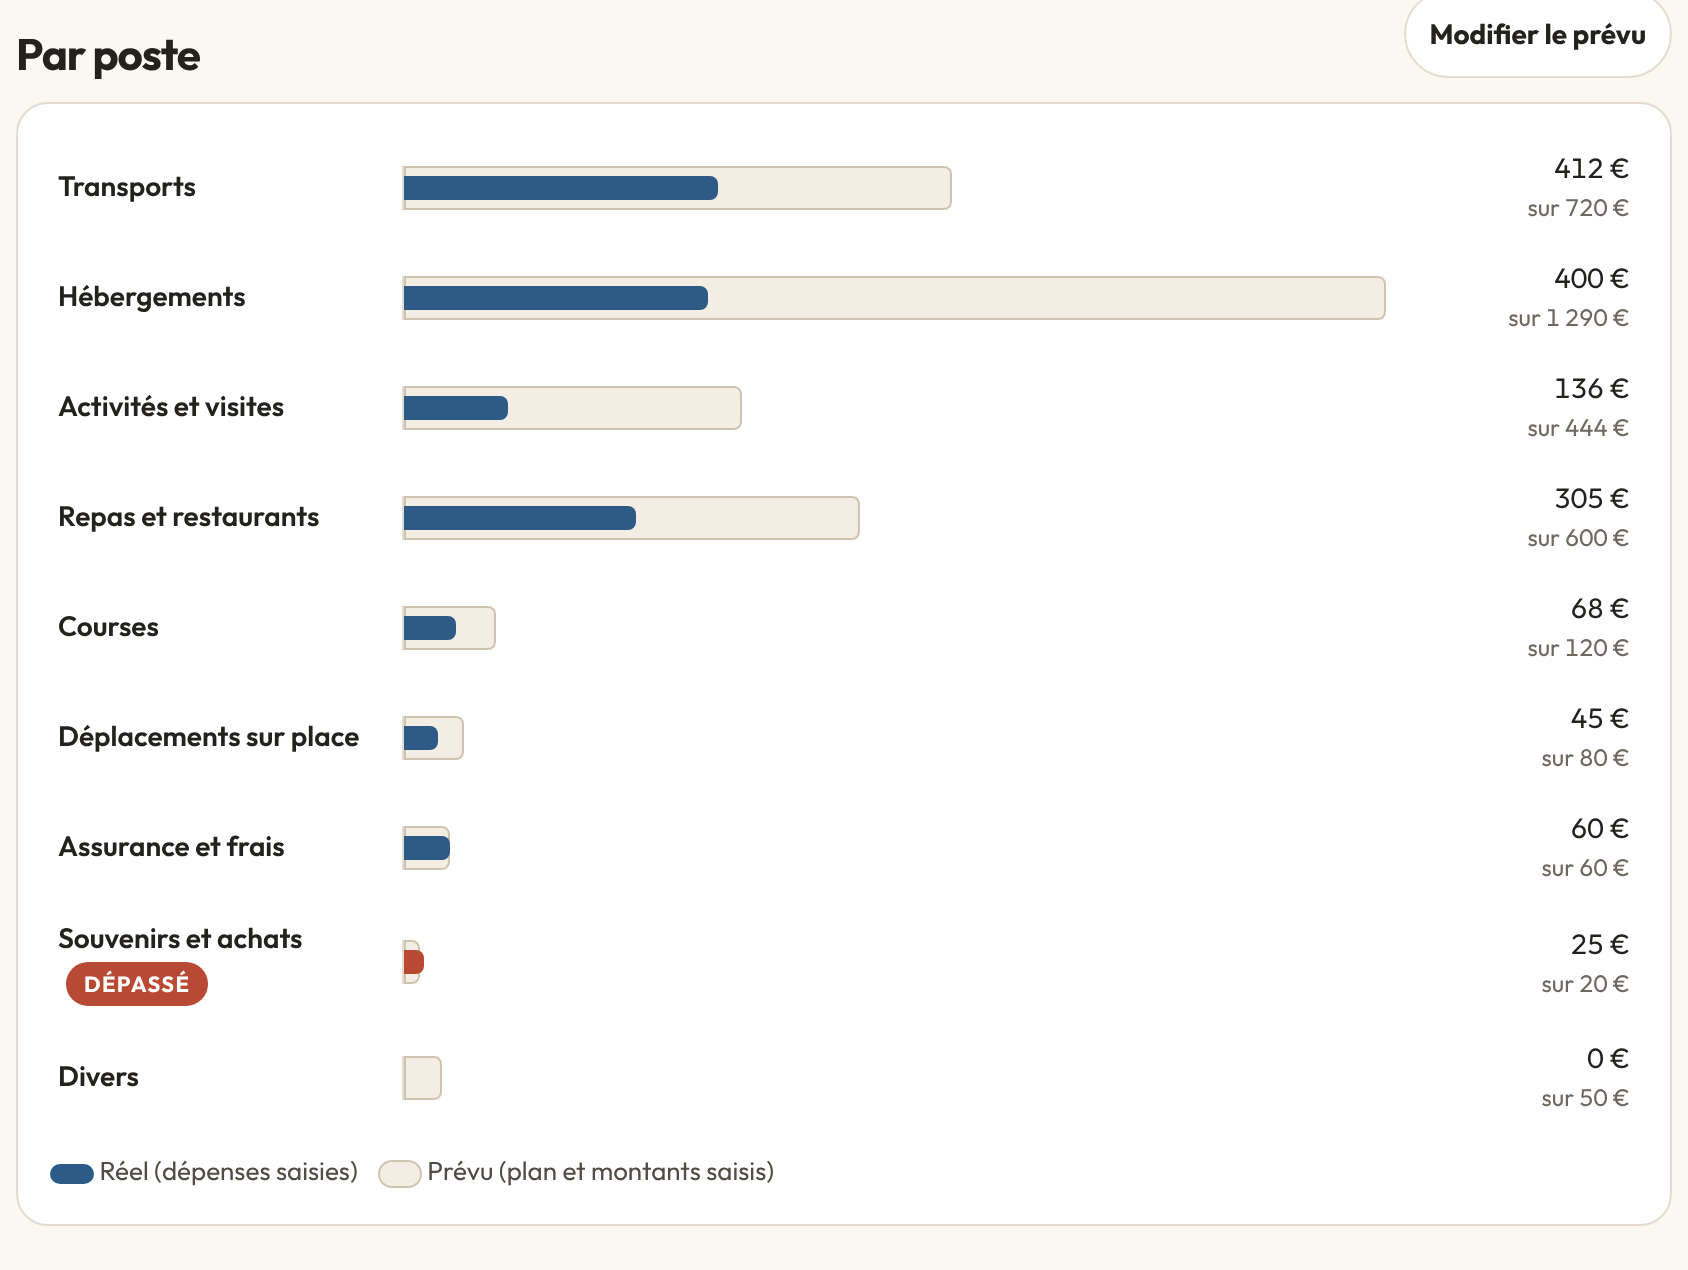 Par poste
Modifier le prévu
Transports
412 €
sur 720 €
Hébergements
400 €
sur 1 290 €
Activités et visites
136 €
sur 444 €
Repas et restaurants
305 €
sur 600 €
Courses
68 €
sur 120 €
Déplacements sur place
45 €
sur 80 €
Assurance et frais
60 €
sur 60 €
Souvenirs et achats
DÉPASSÉ
25 €
sur 20 €
Divers
0 €
sur 50 €
Réel (dépenses saisies)
Prévu (plan et montants saisis)